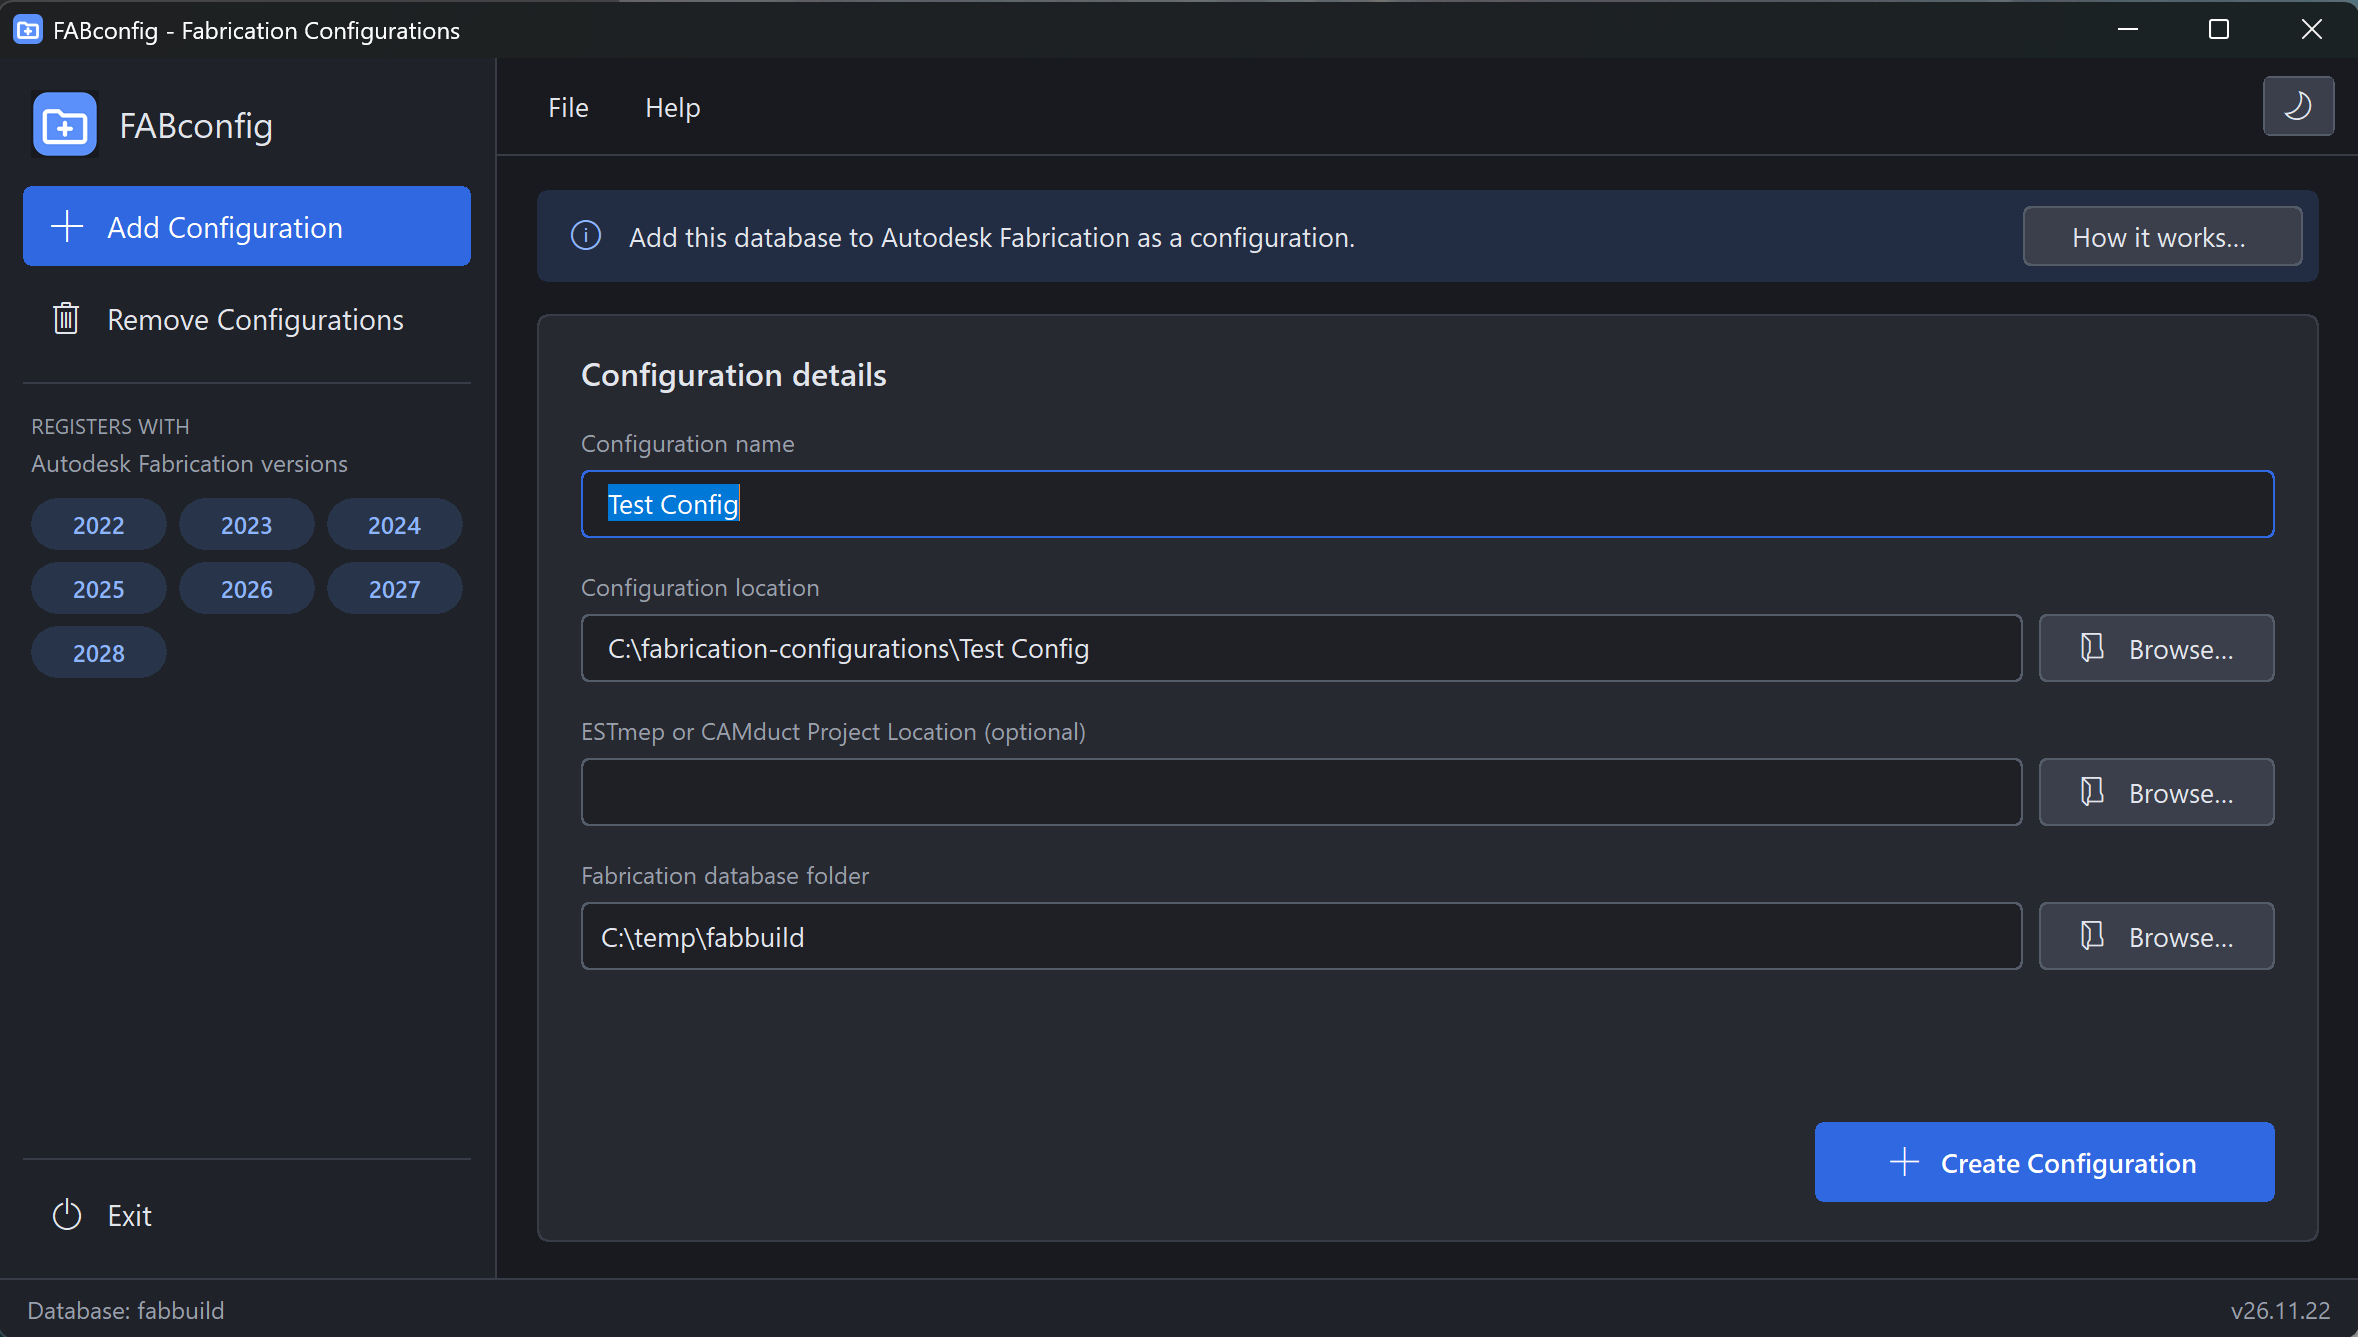 FABconfig - Fabrication Configurations
FABconfig
Add Configuration
Remove Configurations
REGISTERS WITH
Autodesk Fabrication versions
2022 2023 2024
2025 2026 2027
2028
Exit
File Help
Add this database to Autodesk Fabrication as a configuration.
How it works...
Configuration details
Configuration name
Test Config
Configuration location
C:\fabrication-configurations\Test Config
Browse...
ESTmep or CAMduct Project Location (optional)
Browse...
Fabrication database folder
C:\temp\fabbuild
Browse...
Create Configuration
Database: fabbuild
v26.11.22